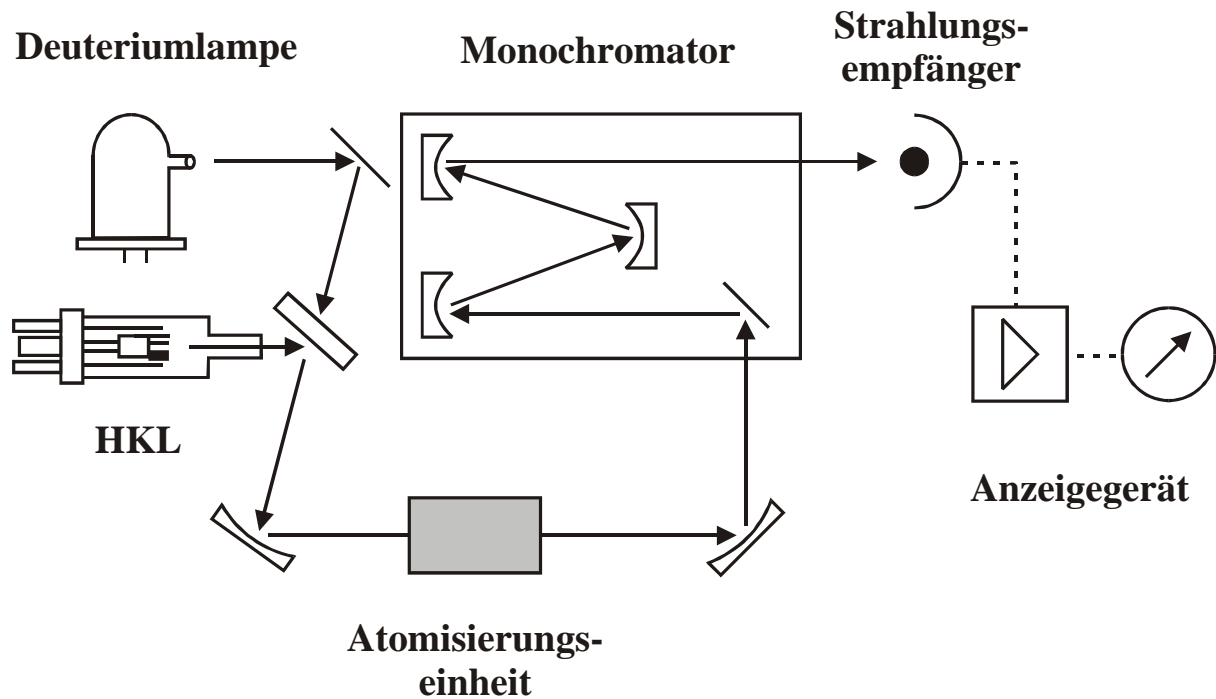 Deuteriumlampe
Monochromator
Strahlungs-
empfänger
HKL
Anzeigegerät
Atomisierungs-
einheit